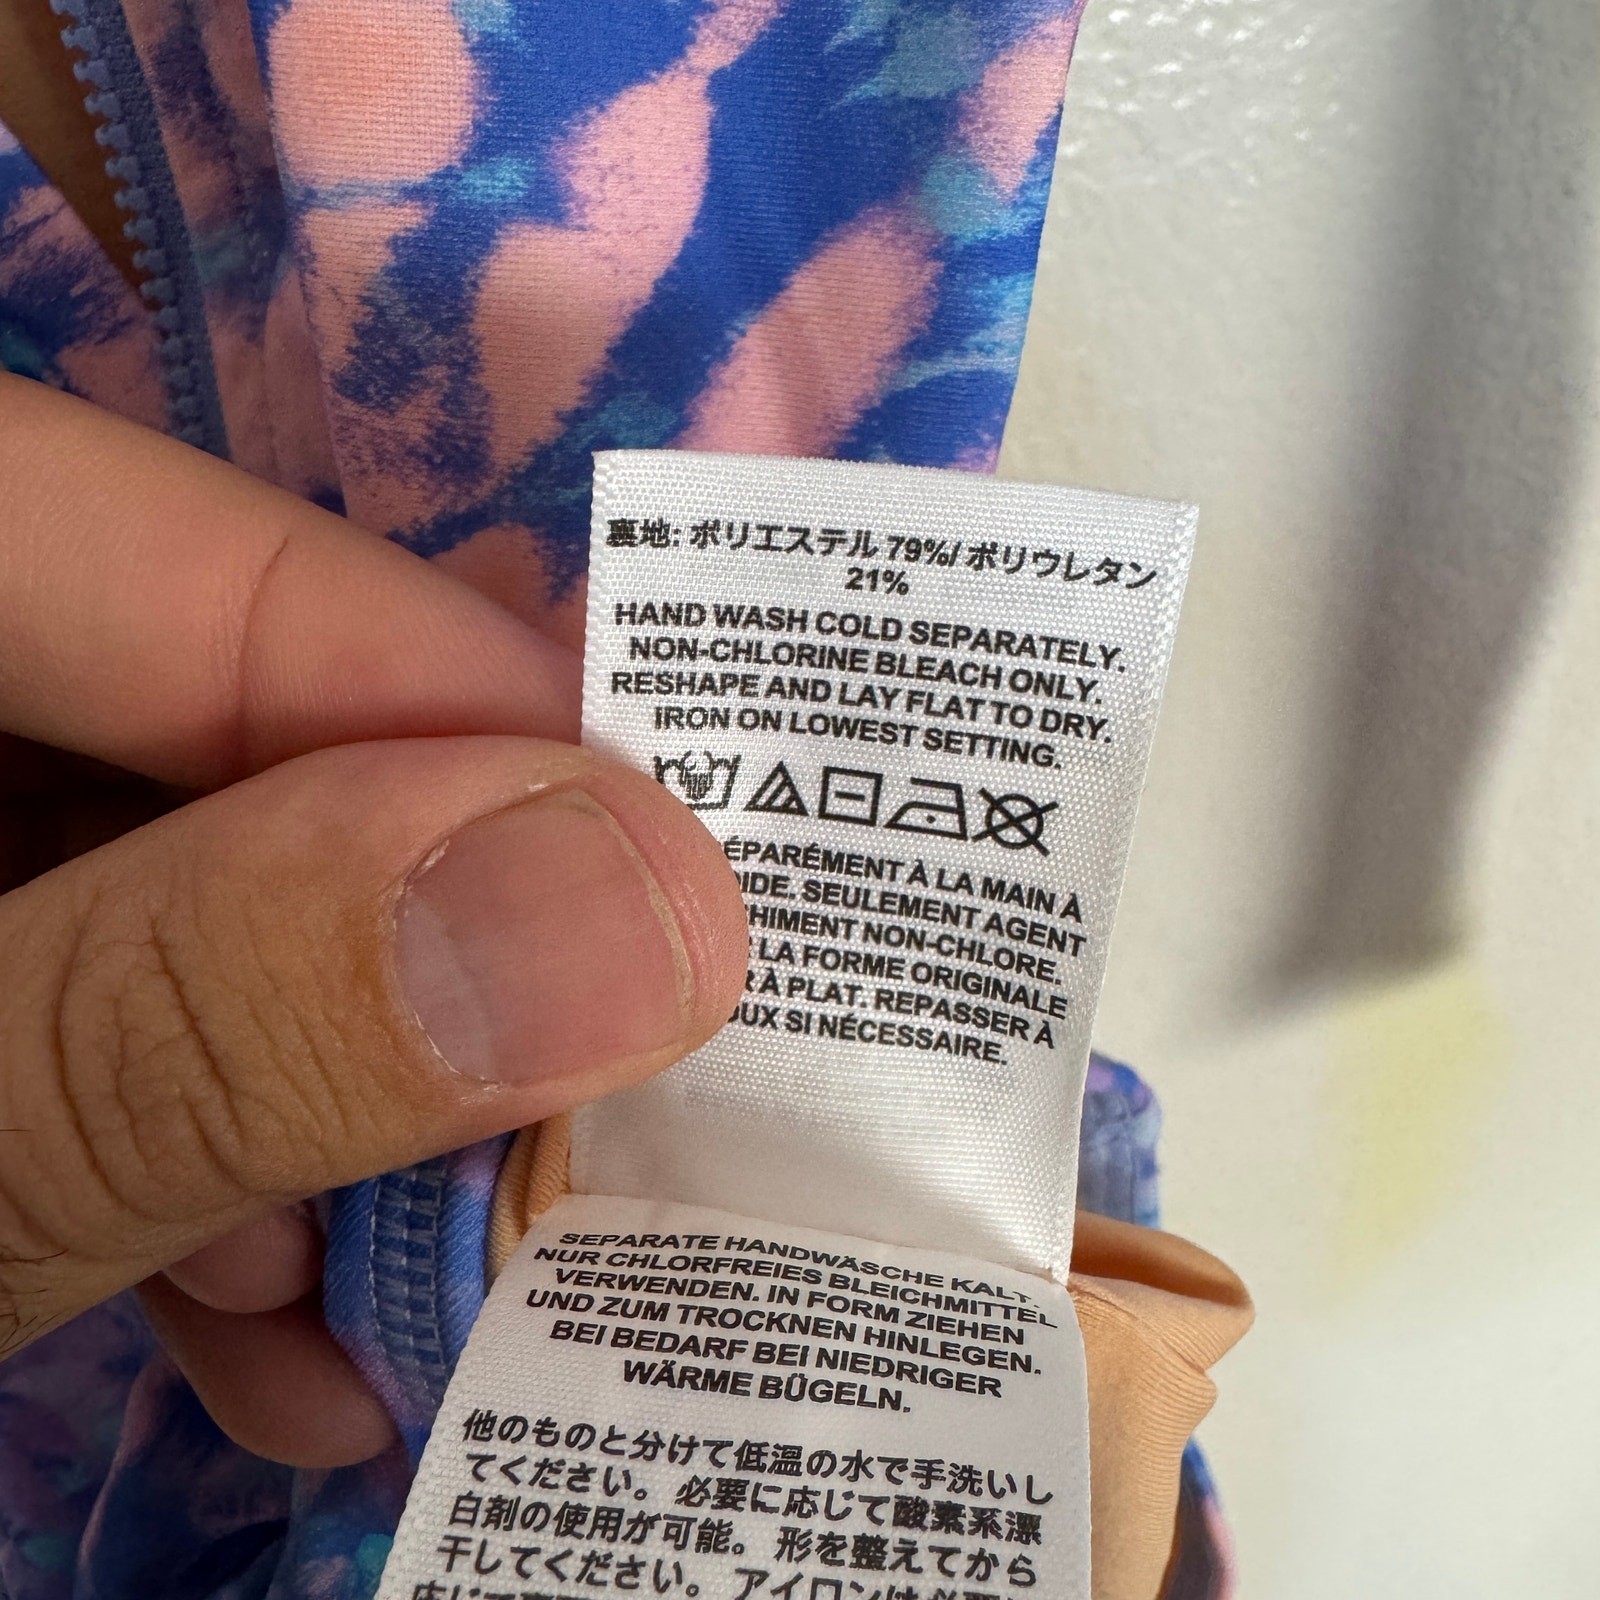 裏地: ポリエステル 79%/ ポリウレタン
21%
HAND WASH COLD SEPARATELY.
NON-CHLORINE BLEACH ONLY.
RESHAPE AND LAY FLAT TO DRY.
IRON ON LOWEST SETTING.
ÉPARÉMENT À LA MAIN À
IDE. SEULEMENT AGENT
HIMENT NON-CHLORE.
LA FORME ORIGINALE
R À PLAT. REPASSER À
OUX SI NÉCESSAIRE.
SEPARATE HANDWÄSCHE KALT.
NUR CHLORFREIES BLEICHMITTEL
VERWENDEN. IN FORM ZIEHEN
UND ZUM TROCKNEN HINLEGEN.
BEI BEDARF BEI NIEDRIGER
WÄRME BÜGELN.
他のものと分けて低温の水で手洗いし
てください。必要に応じて酸素系漂
白剤の使用が可能。形を整えてから
干してください。アイロンは必要に